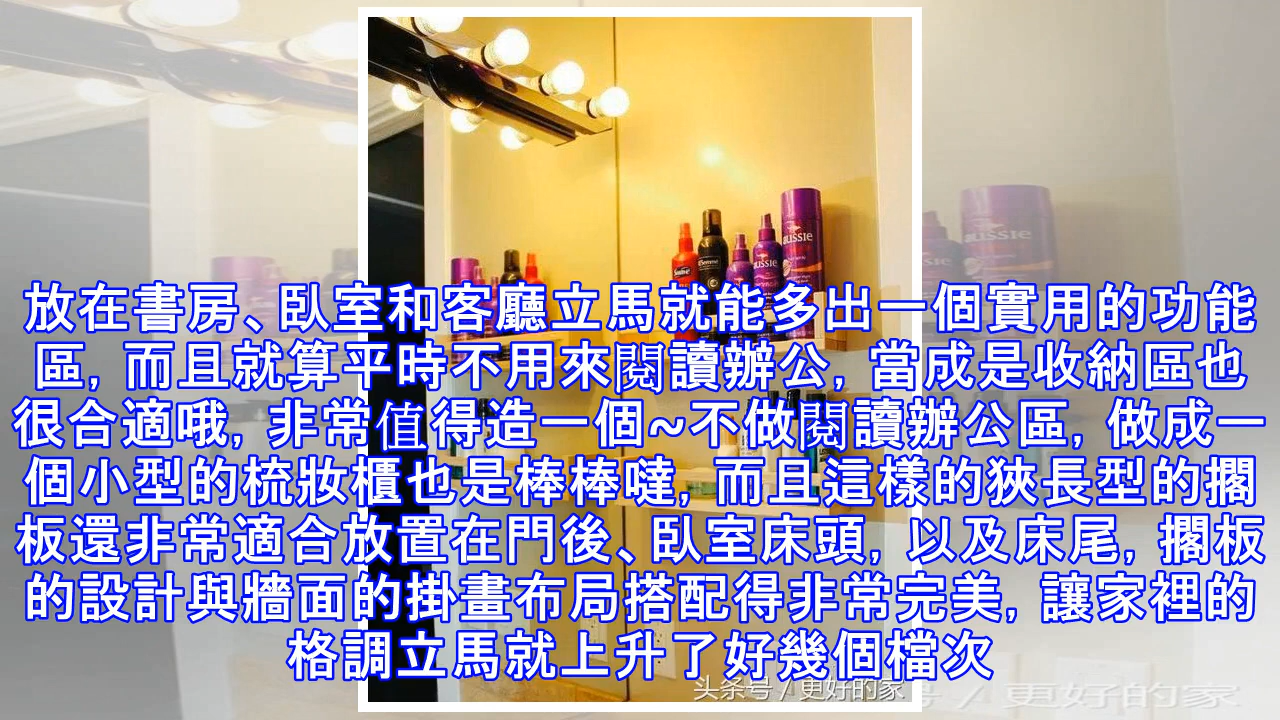 aussie
aussie
放在書房、臥室和客廳立馬就能多出一個實用的功能
區, 而且就算平時不用來閱讀辦公, 當成是收納區也
很合適哦, 非常值得造一個~不做閱讀辦公區, 做成一
個小型的梳妝櫃也是棒棒噠, 而且這樣的狹長型的擱
板還非常適合放置在門後、臥室床頭, 以及床尾, 擱板
的設計與牆面的掛畫布局搭配得非常完美, 讓家裡的
格調立馬就上升了好幾個檔次
头条号 / 更好的家
号 / 更好的家